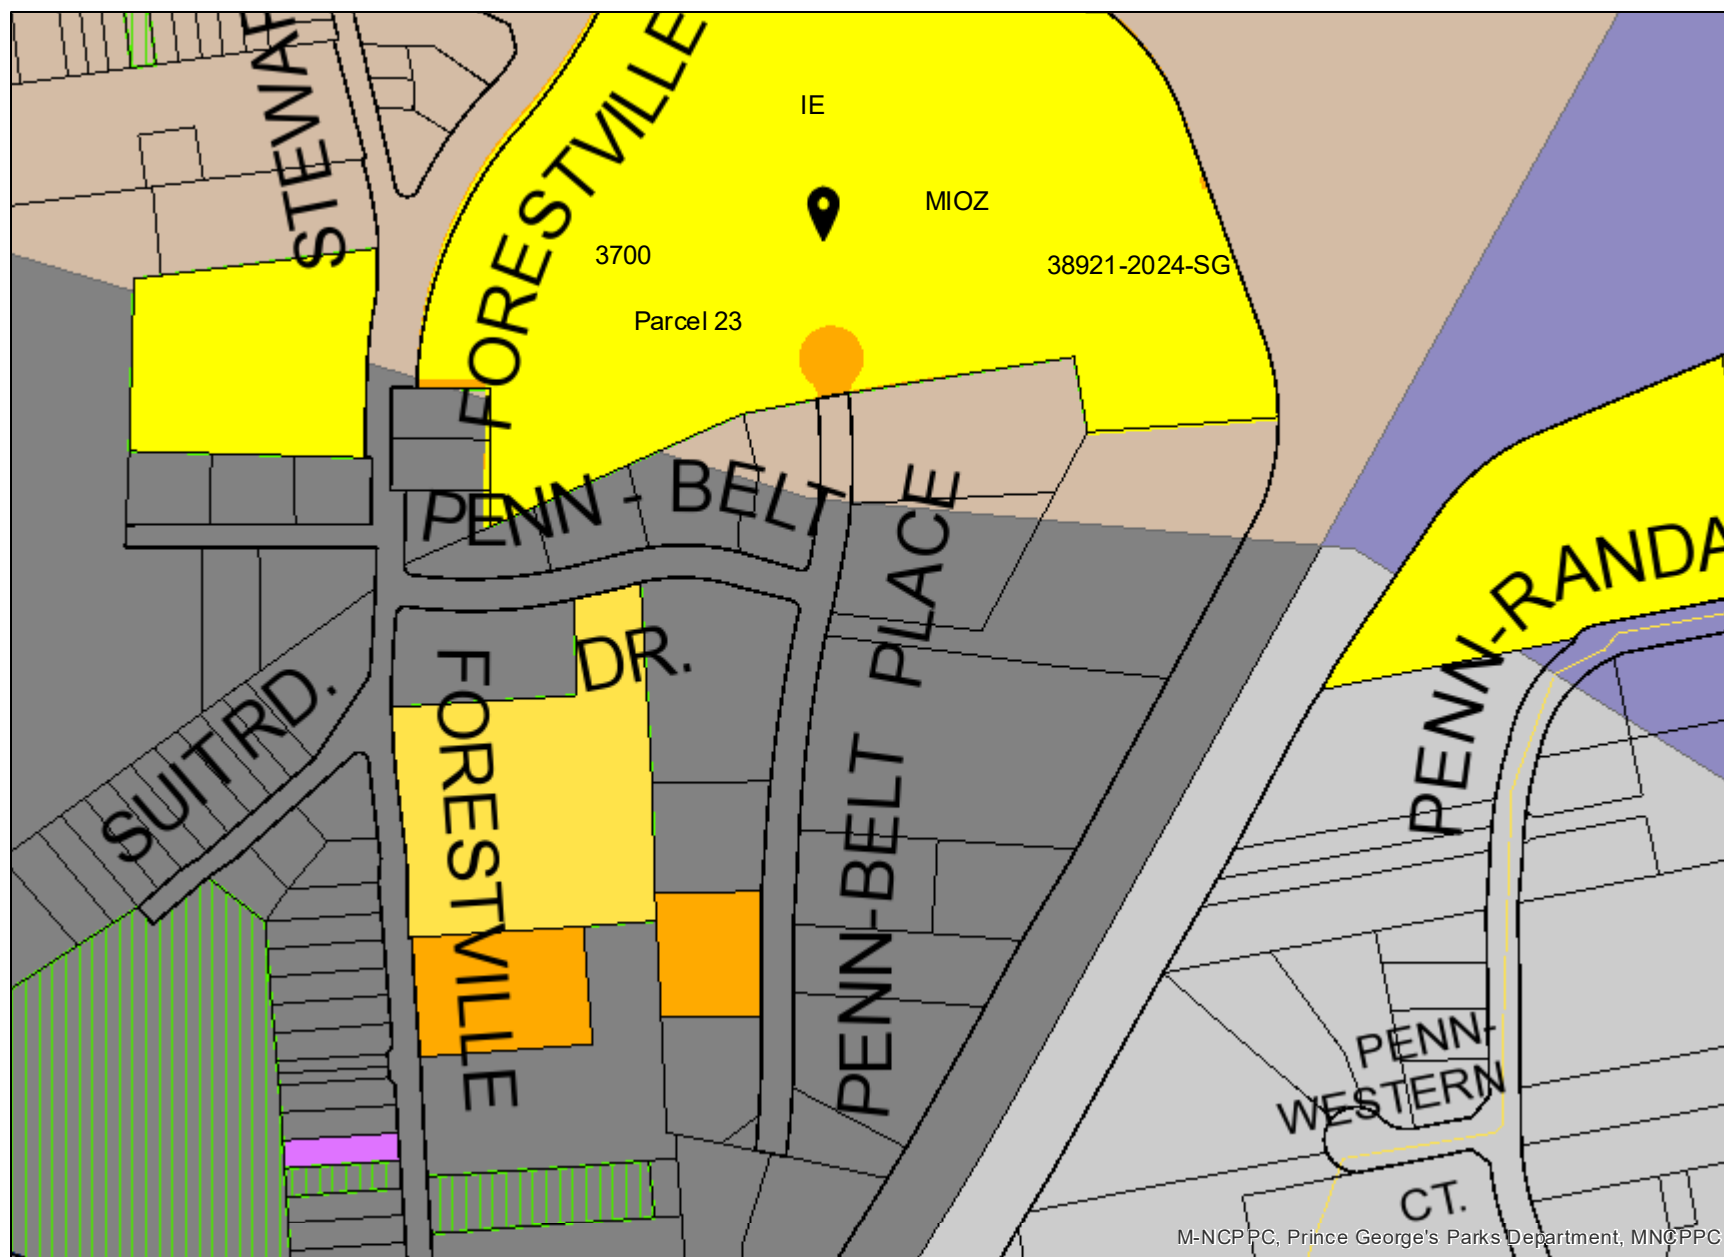 STEWAR
FORESTVILLE
IE
MIOZ
3700
38921-2024-SG
Parcel 23
PENN - BELT
PLACE
DR.
PENN-RANDA
SUIT RD.
FORESTVILLE
PENN-BELT
PENN-
WESTERN
CT.
M-NCPPC, Prince George's Parks Department, MNCPPC